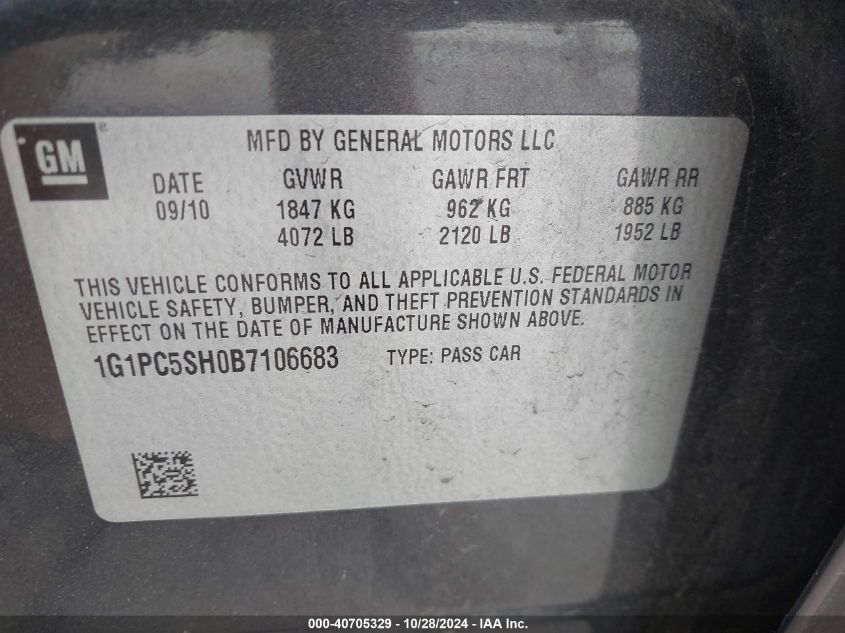 GM
MFD BY GENERAL MOTORS LLC
DATE GVWR GAWR FRT GAWR RR
09/10 1847 KG 962 KG 885 KG
4072 LB 2120 LB 1952 LB
THIS VEHICLE CONFORMS TO ALL APPLICABLE U.S. FEDERAL MOTOR
VEHICLE SAFETY, BUMPER, AND THEFT PREVENTION STANDARDS IN
EFFECT ON THE DATE OF MANUFACTURE SHOWN ABOVE.
1G1PC5SH0B7106683 TYPE: PASS CAR
000-40705329 - 10/28/2024 - IAA Inc.